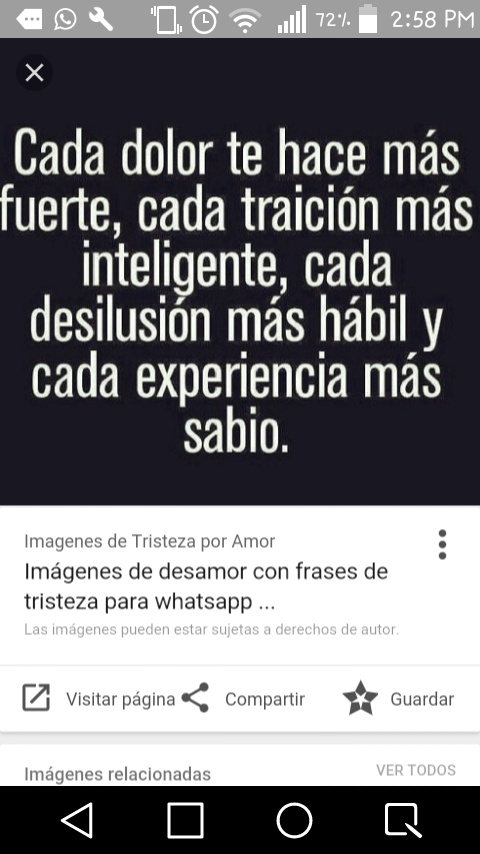 72% 2:58 PM
Cada dolor te hace más
fuerte, cada traición más
inteligente, cada
desilusión más hábil y
cada experiencia más
sabio.
Imagenes de Tristeza por Amor
Imágenes de desamor con frases de
tristeza para whatsapp ...
Las imágenes pueden estar sujetas a derechos de autor.
Visitar página Compartir Guardar
Imágenes relacionadas VER TODOS